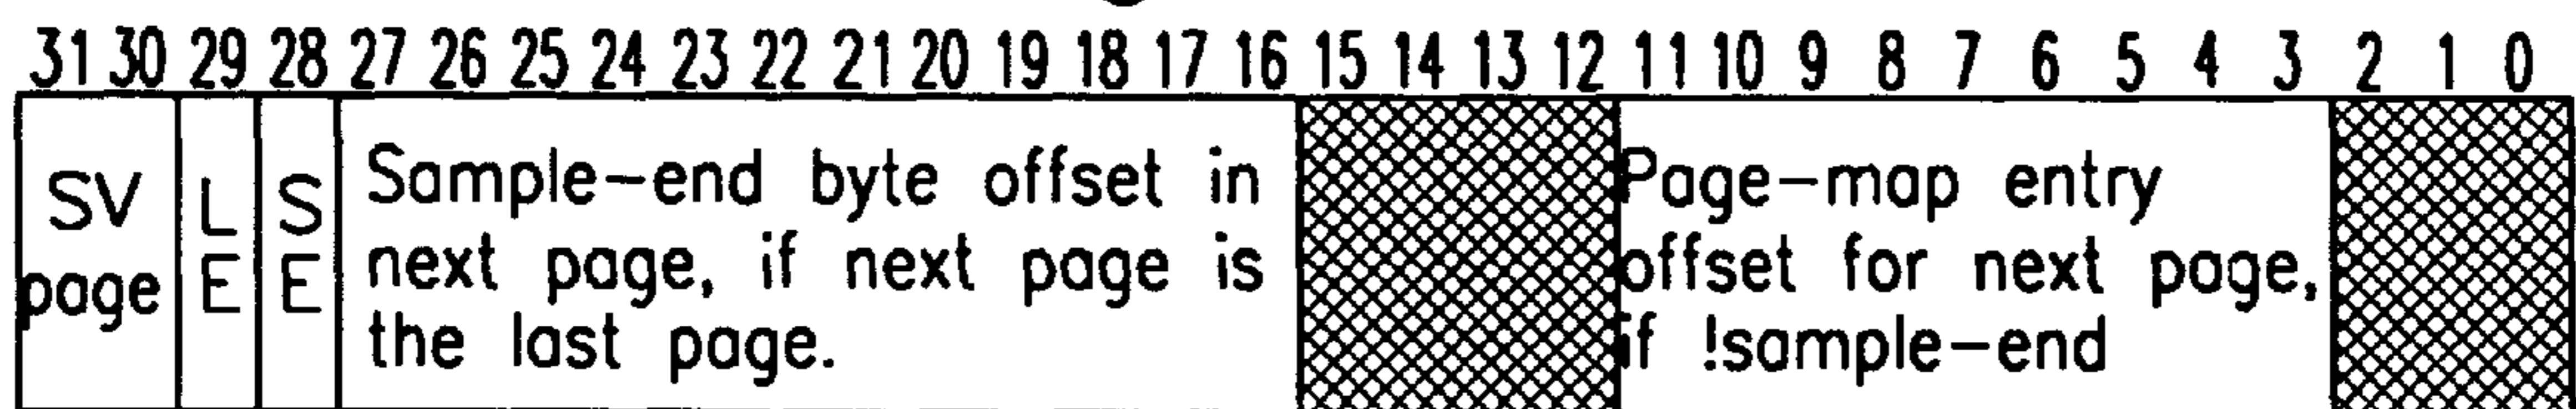 31 30 29 28 27 26 25 24 23 22 21 20 19 18 17 16 15 14 13 12 11 10 9 8 7 6 5 4 3 2 1 0
SV
page
L
E
S
E
Sample-end byte offset in
next page, if next page is
the last page.
Page-map entry
offset for next page,
if !sample-end